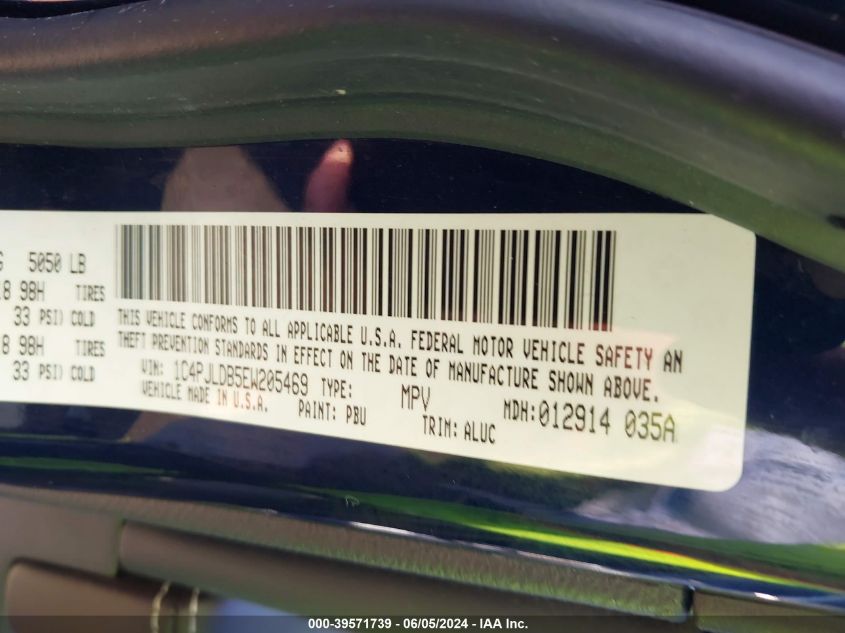 G 5050 LB
18 98H TIRES
33 PSI) COLD
8 98H TIRES
33 PSI) COLD
THIS VEHICLE CONFORMS TO ALL APPLICABLE U.S.A. FEDERAL MOTOR VEHICLE SAFETY AN
THEFT PREVENTION STANDARDS IN EFFECT ON THE DATE OF MANUFACTURE SHOWN ABOVE.
VIN: 1C4PJLDB5EW205469 TYPE: MPV MDH:012914 035A
VEHICLE MADE IN U.S.A. PAINT: PBU TRIM: ALUC
000-39571739 - 06/05/2024 - IAA Inc.